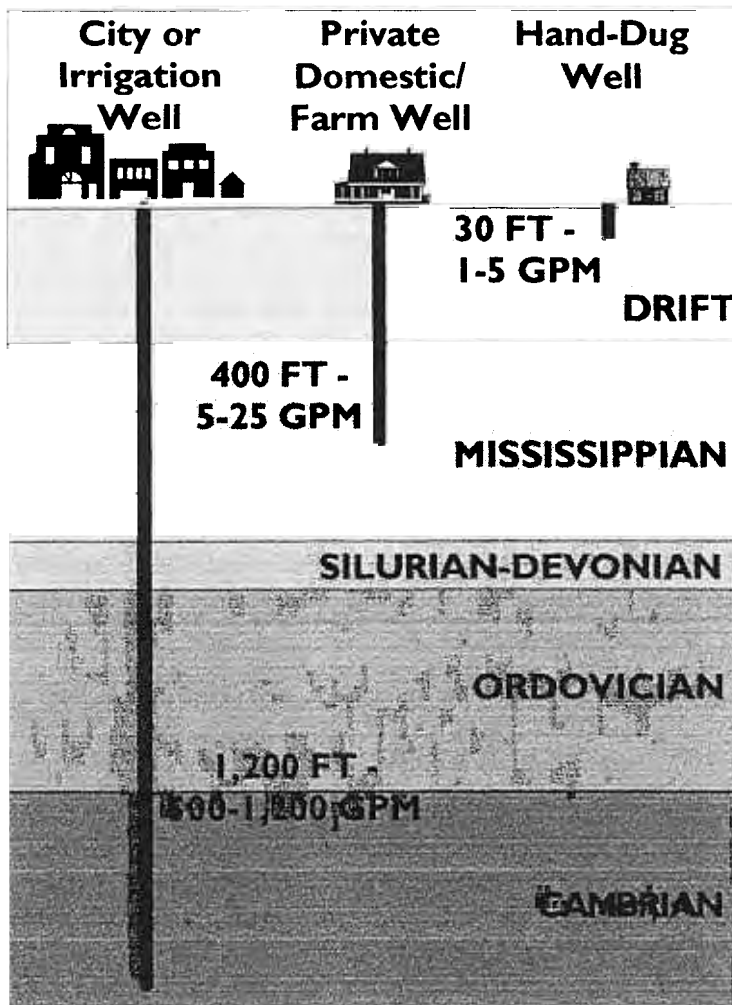 City or
Irrigation
Well
Private
Domestic/
Farm Well
Hand-Dug
Well
30 FT -
1-5 GPM
DRIFT
400 FT -
5-25 GPM
MISSISSIPPIAN
SILURIAN-DEVONIAN
ORDOVICIAN
1,200 FT -
GPM
CAMBRIAN